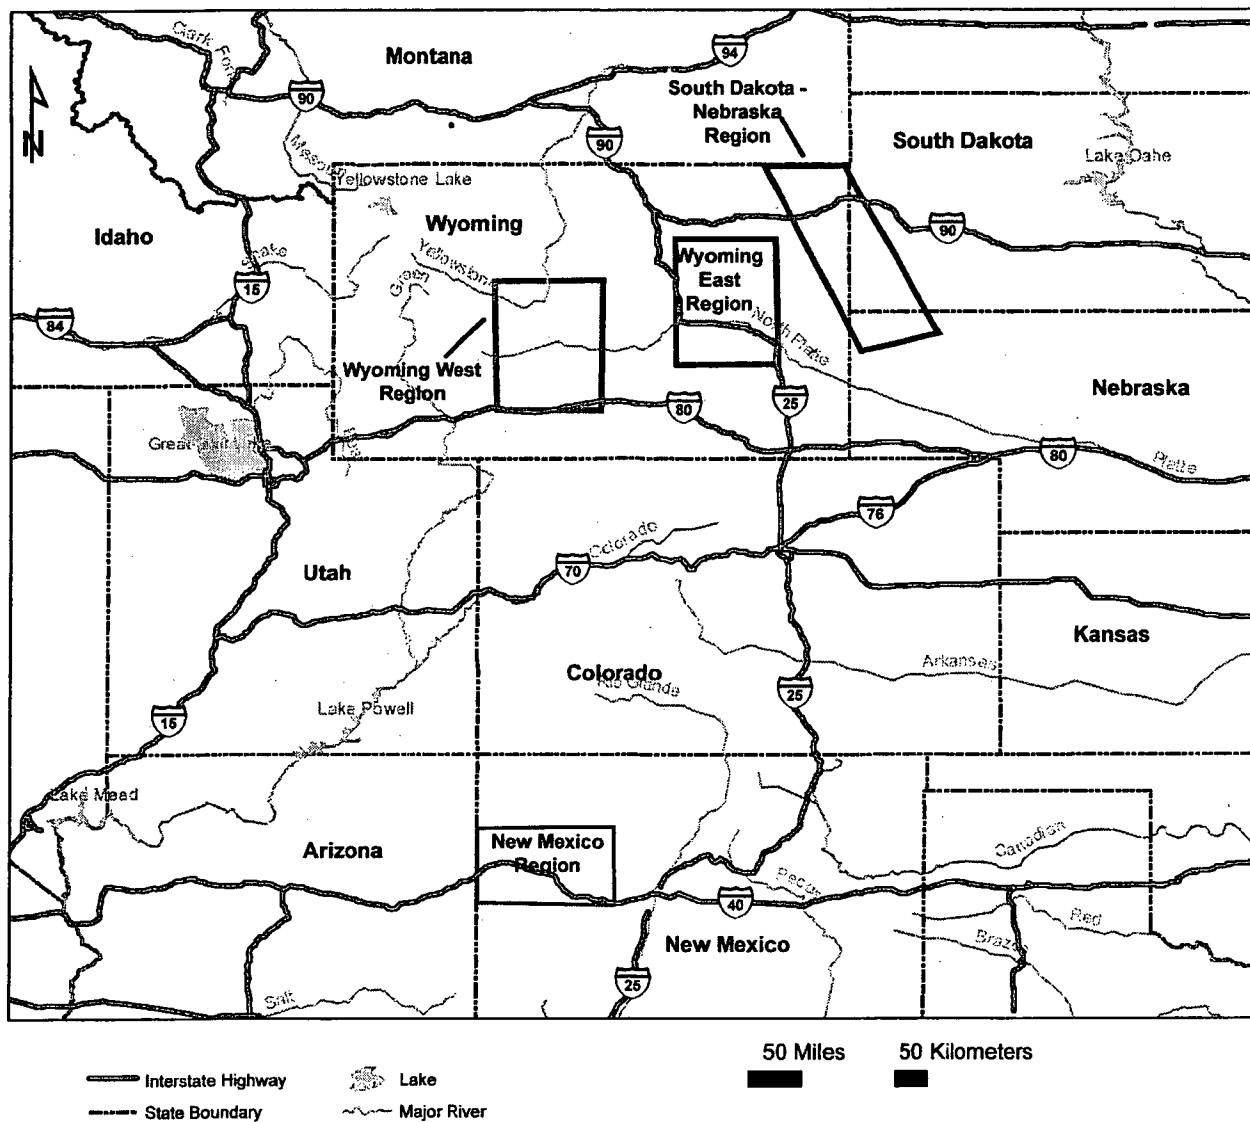 Clark Fork
Montana
94
90
South Dakota -
Nebraska
Region
90
South Dakota
Lake Oahe
Missouri
Yellowstone Lake
Idaho
Wyoming
Snake
Yellowstone
Green
15
Wyoming
East
Region
90
84
North Platte
Wyoming West
Region
Nebraska
80
25
Great Salt Lake
80
Platte
76
Colorado
70
Utah
Kansas
Arkansas
Colorado
Rio Grande
25
Lake Powell
15
Lake Mead
New Mexico
Region
Arizona
Canadian
Pecos
40
Red
New Mexico
Brazos
25
Salt
50 Miles
50 Kilometers
Interstate Highway
Lake
State Boundary
Major River